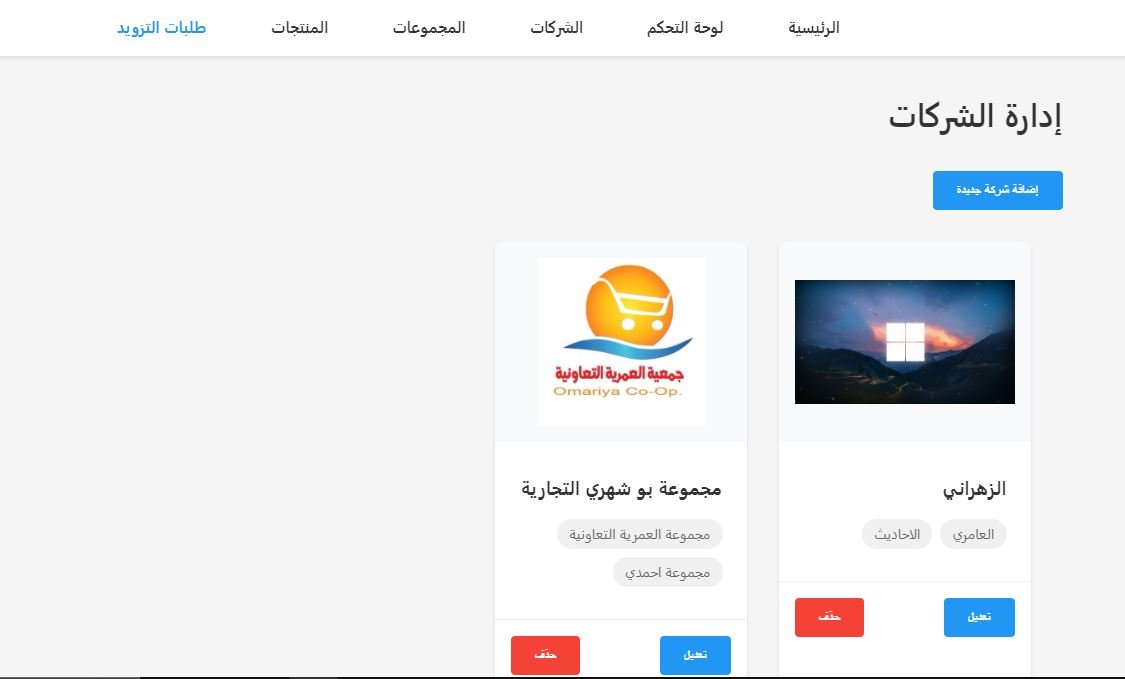 الرئيسية لوحة التحكم الشركات المجموعات المنتجات طلبات التزويد
إدارة الشركات
إضافة شركة جديدة
الزهراني
العامري الاحاديث
تعديل حذف
جمعية العمرية التعاونية
Omariya Co-Op.
مجموعة بو شهري التجارية
مجموعة العمرية التعاونية
مجموعة احمدي
تعديل حذف